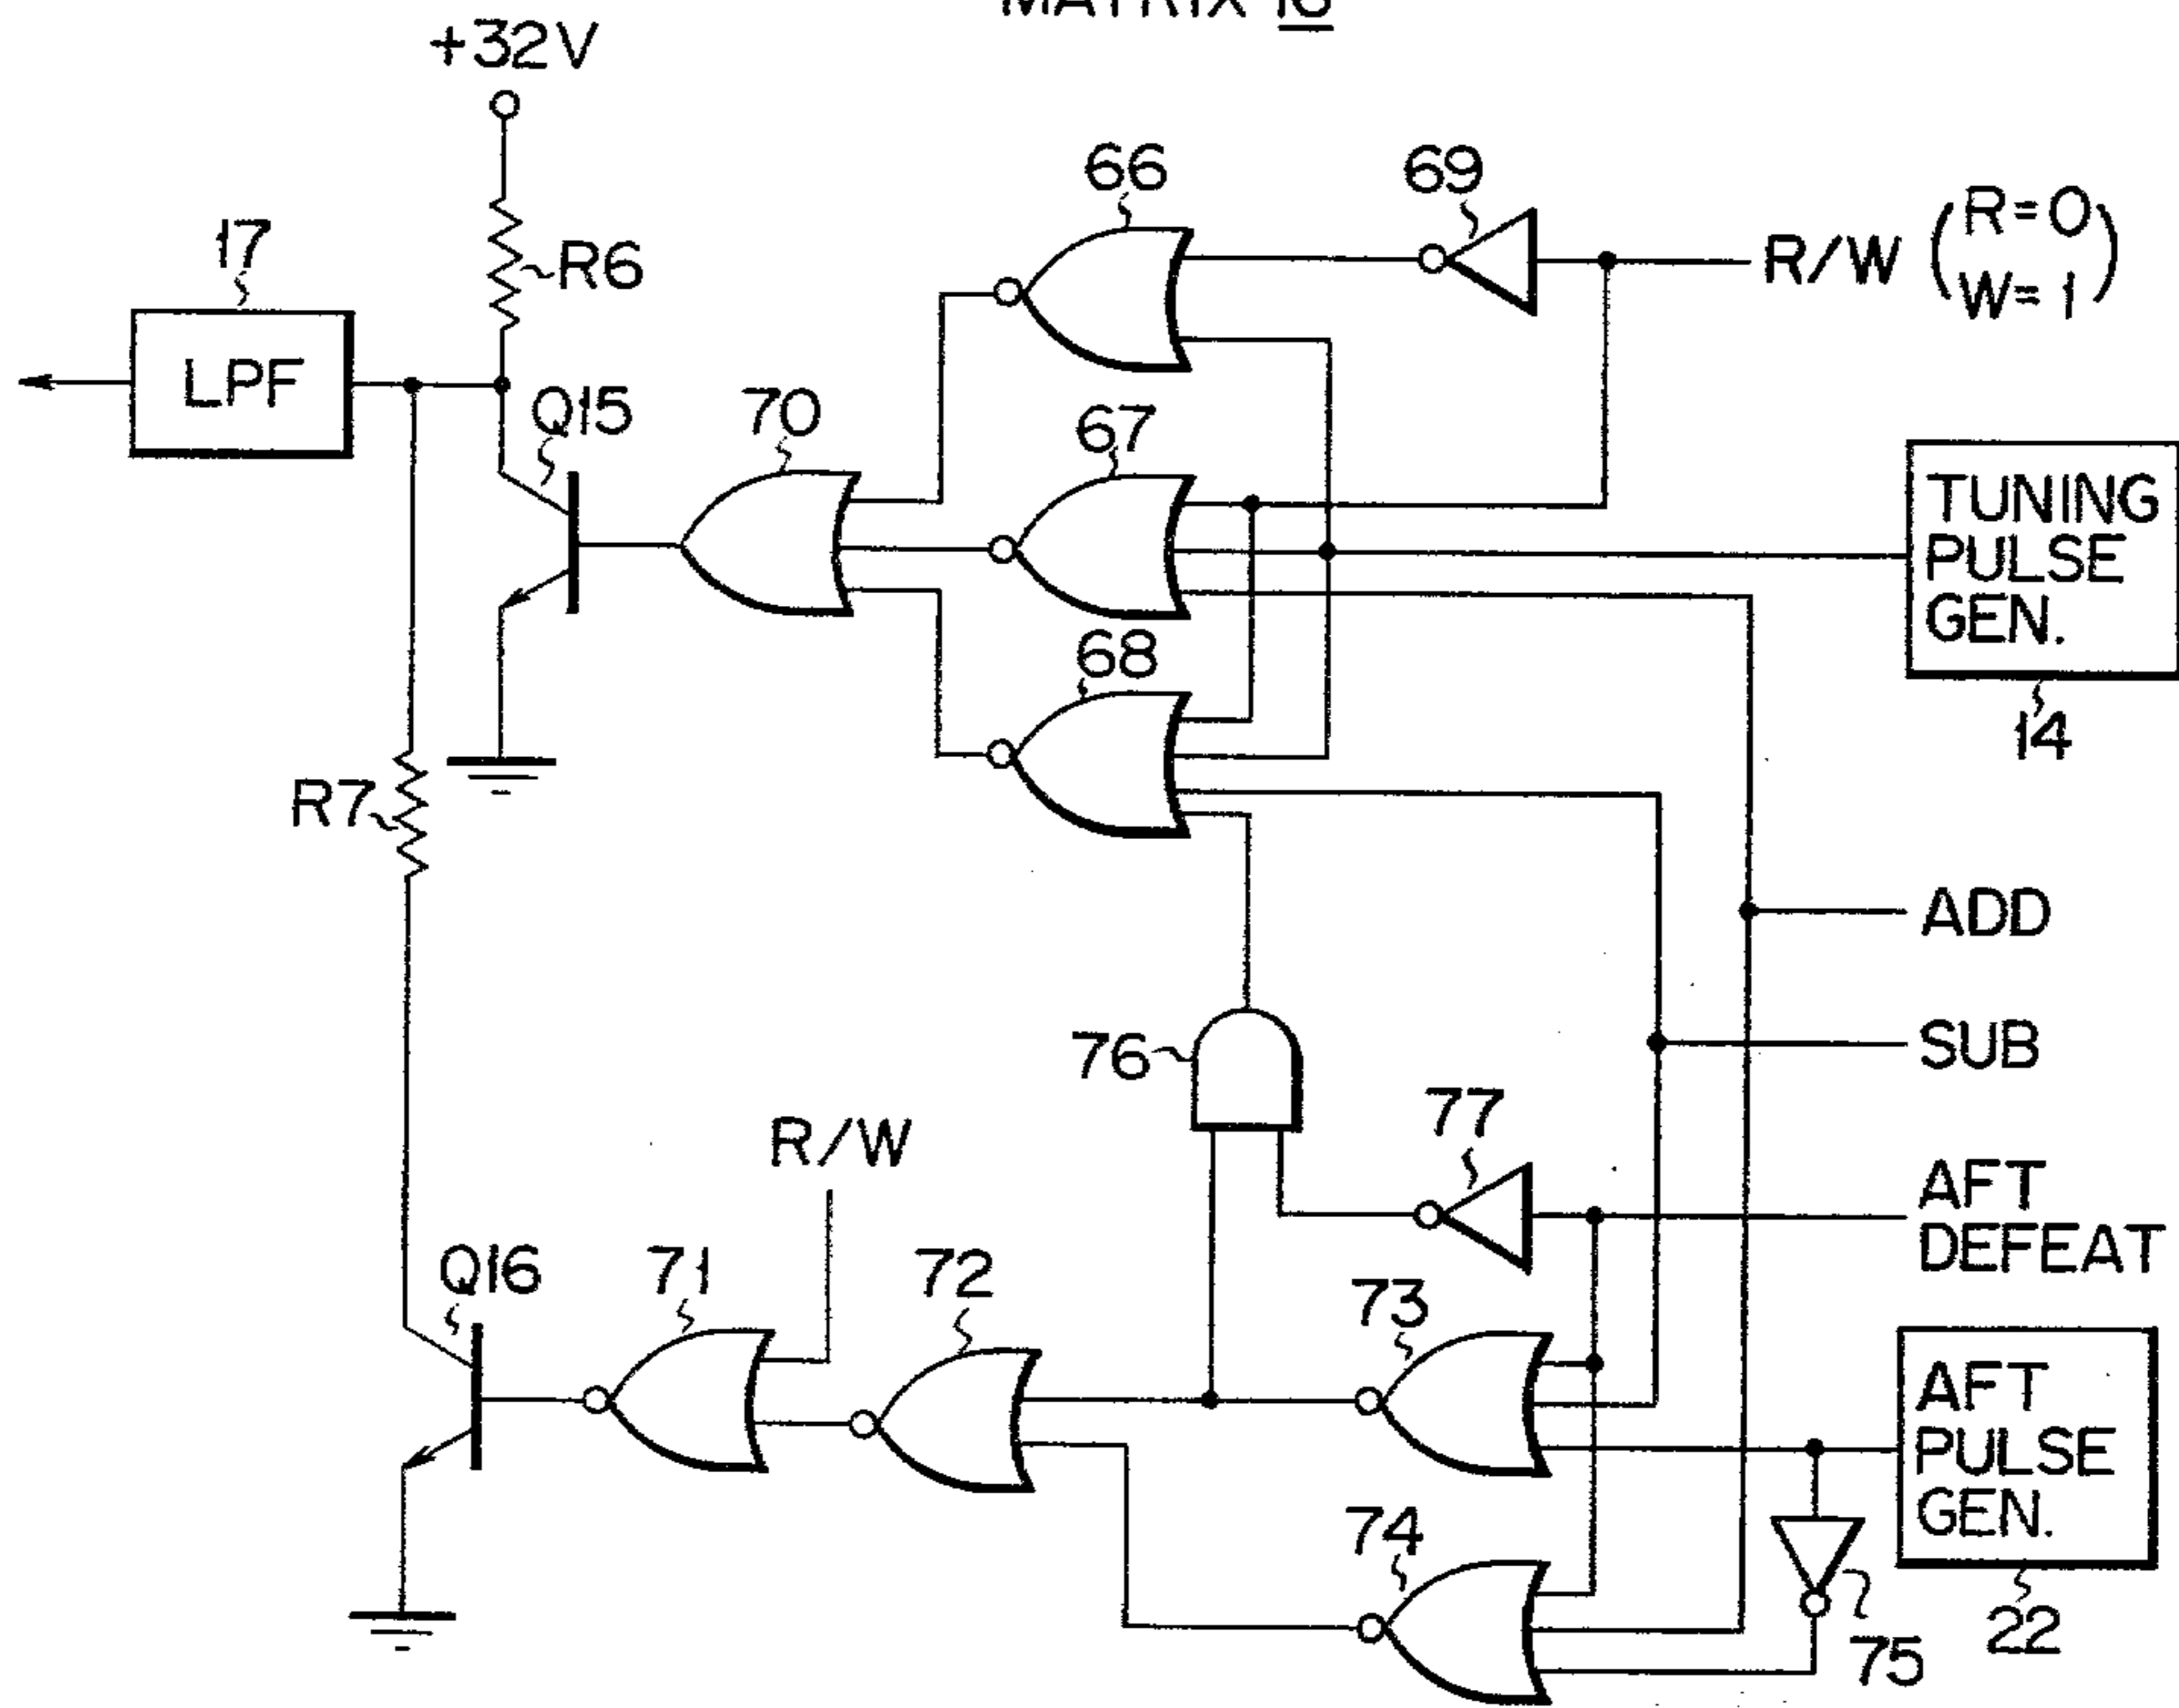 MATRIX 16
+32V
17
R6
LPF
Q15
70
66
69
R/W (R=0
W=1)
67
TUNING
PULSE
GEN.
14
68
R7
ADD
SUB
76
77
AFT
DEFEAT
R/W
Q16
71
72
73
AFT
PULSE
GEN.
22
74
75